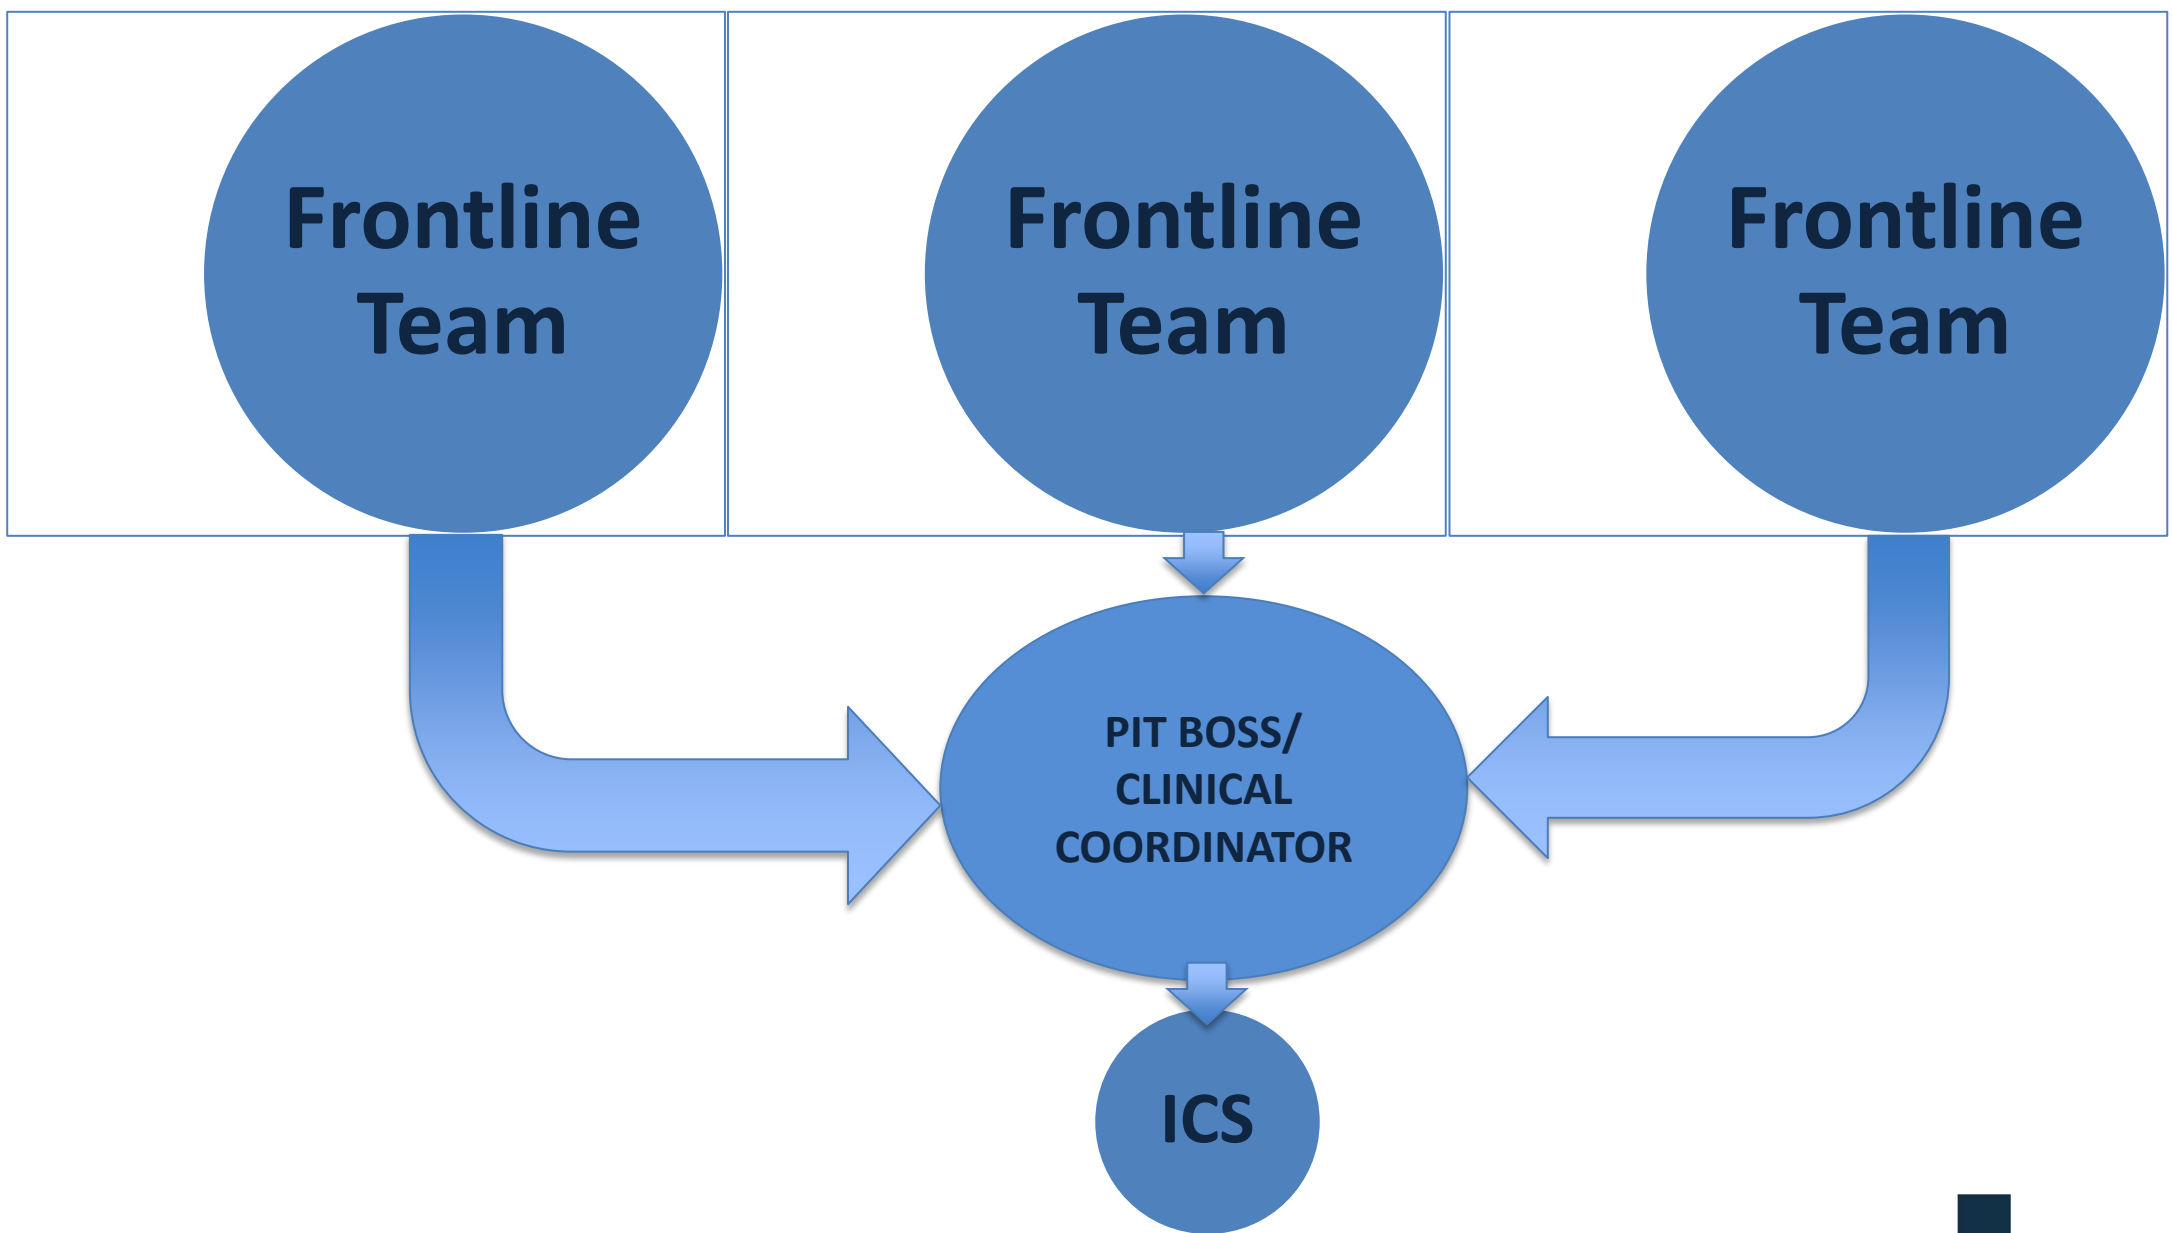 Frontline
Team
Frontline
Team
Frontline
Team
PIT BOSS/
CLINICAL
COORDINATOR
ICS